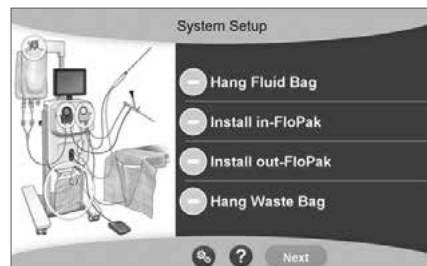 System Setup
Hang Fluid Bag
Install in-FloPak
Install out-FloPak
Hang Waste Bag
?
Next